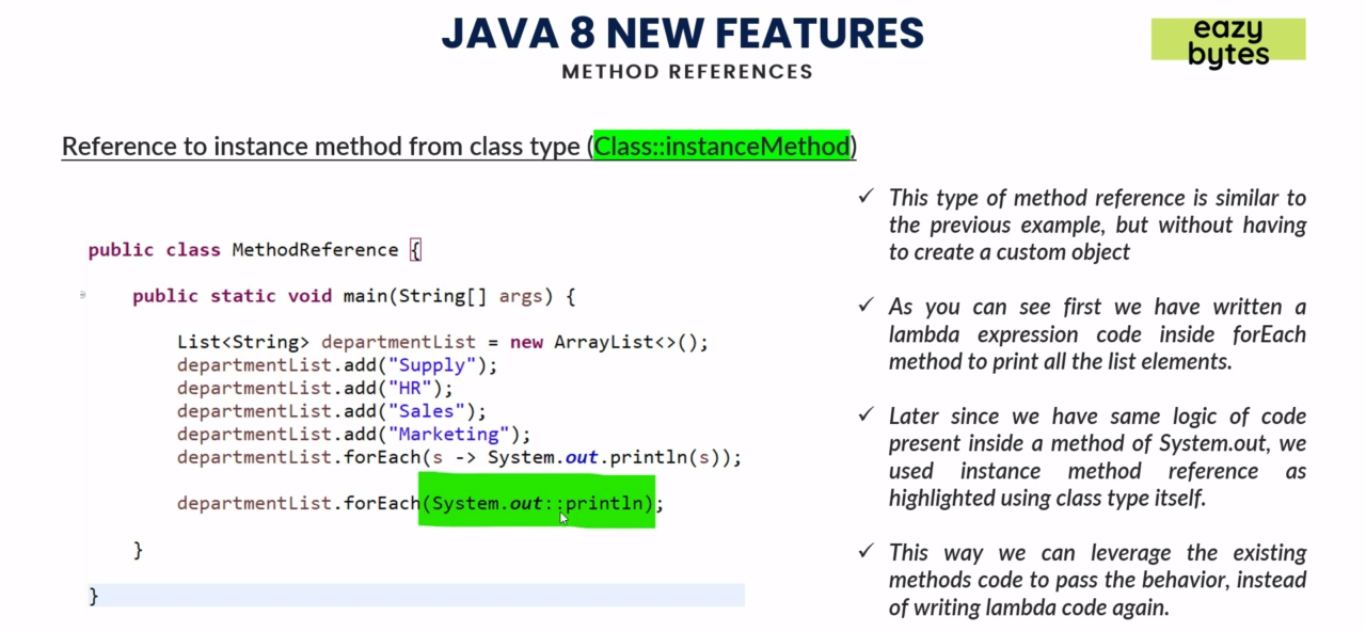 JAVA 8 NEW FEATURES
METHOD REFERENCES
eazy
bytes
Reference to instance method from class type (Class::instanceMethod)
public class MethodReference {
public static void main(String[] args) {
List<String> departmentList = new ArrayList<>();
departmentList.add("Supply");
departmentList.add("HR");
departmentList.add("Sales");
departmentList.add("Marketing");
departmentList.forEach(s -> System.out.println(s));
departmentList.forEach(System.out::println);
}
}
✓ This type of method reference is similar to
the previous example, but without having
to create a custom object
✓ As you can see first we have written a
lambda expression code inside forEach
method to print all the list elements.
✓ Later since we have same logic of code
present inside a method of System.out, we
used instance method reference as
highlighted using class type itself.
✓ This way we can leverage the existing
methods code to pass the behavior, instead
of writing lambda code again.